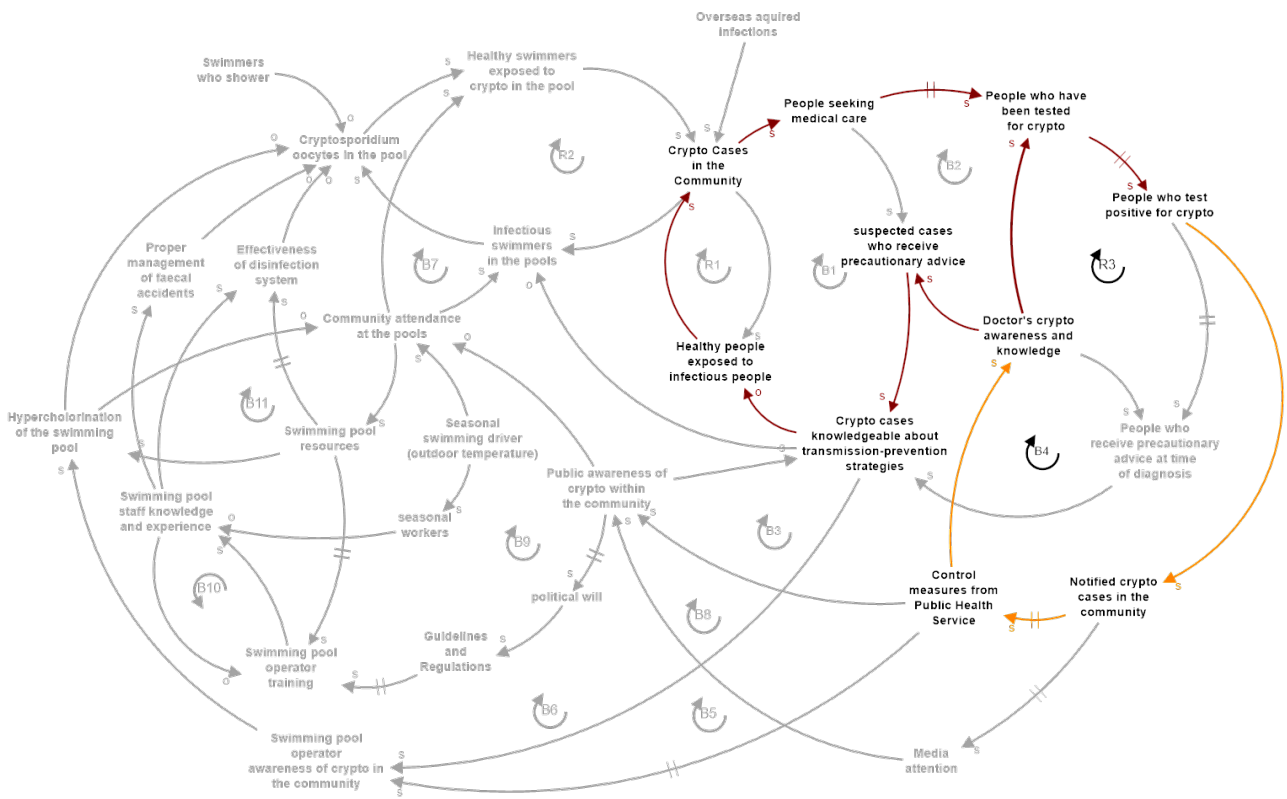 Overseas aquired
infections
Swimmers
who shower
Healthy swimmers
exposed to
crypto in the pool
s
s
People seeking
medical care
s
People who have
been tested
for crypto
s
o
o
Cryptosporidium
oocytes in the pool
o
o
s
R2
s
s
Crypto Cases
in the
Community
s
s
B2
s
People who test
positive for crypto
s
Proper
management
of faecal
accidents
Effectiveness
of disinfection
system
B7
Infectious
swimmers
in the pools
s
s
o
R1
B1
suspected cases
who receive
precautionary advice
s
R3
s
s
s
Community attendance
at the pools
o
s
o
s
Healthy people
exposed to
infectious people
o
Doctor's crypto
awareness and
knowledge
s
Hypercholorination
of the swimming
pool
s
B11
Swimming pool
resources
s
s
Seasonal
swimming driver
(outdoor temperature)
s
Crypto cases
knowledgeable about
transmission-prevention
strategies
s
s
s
B4
s
s
People who
receive precautionary
advice at time
of diagnosis
Swimming pool
staff knowledge
and experience
o
s
seasonal
workers
s
Public awareness of
crypto within
the community
s
s
B9
B3
B10
s
political will
Control
measures from
Public Health
Service
s
Notified crypto
cases in the
community
s
B8
s
Swimming pool
operator
training
o
s
Guidelines
and
Regulations
s
B6
B5
Swimming pool
operator
awareness of crypto in
the community
s
s
Media
attention
s